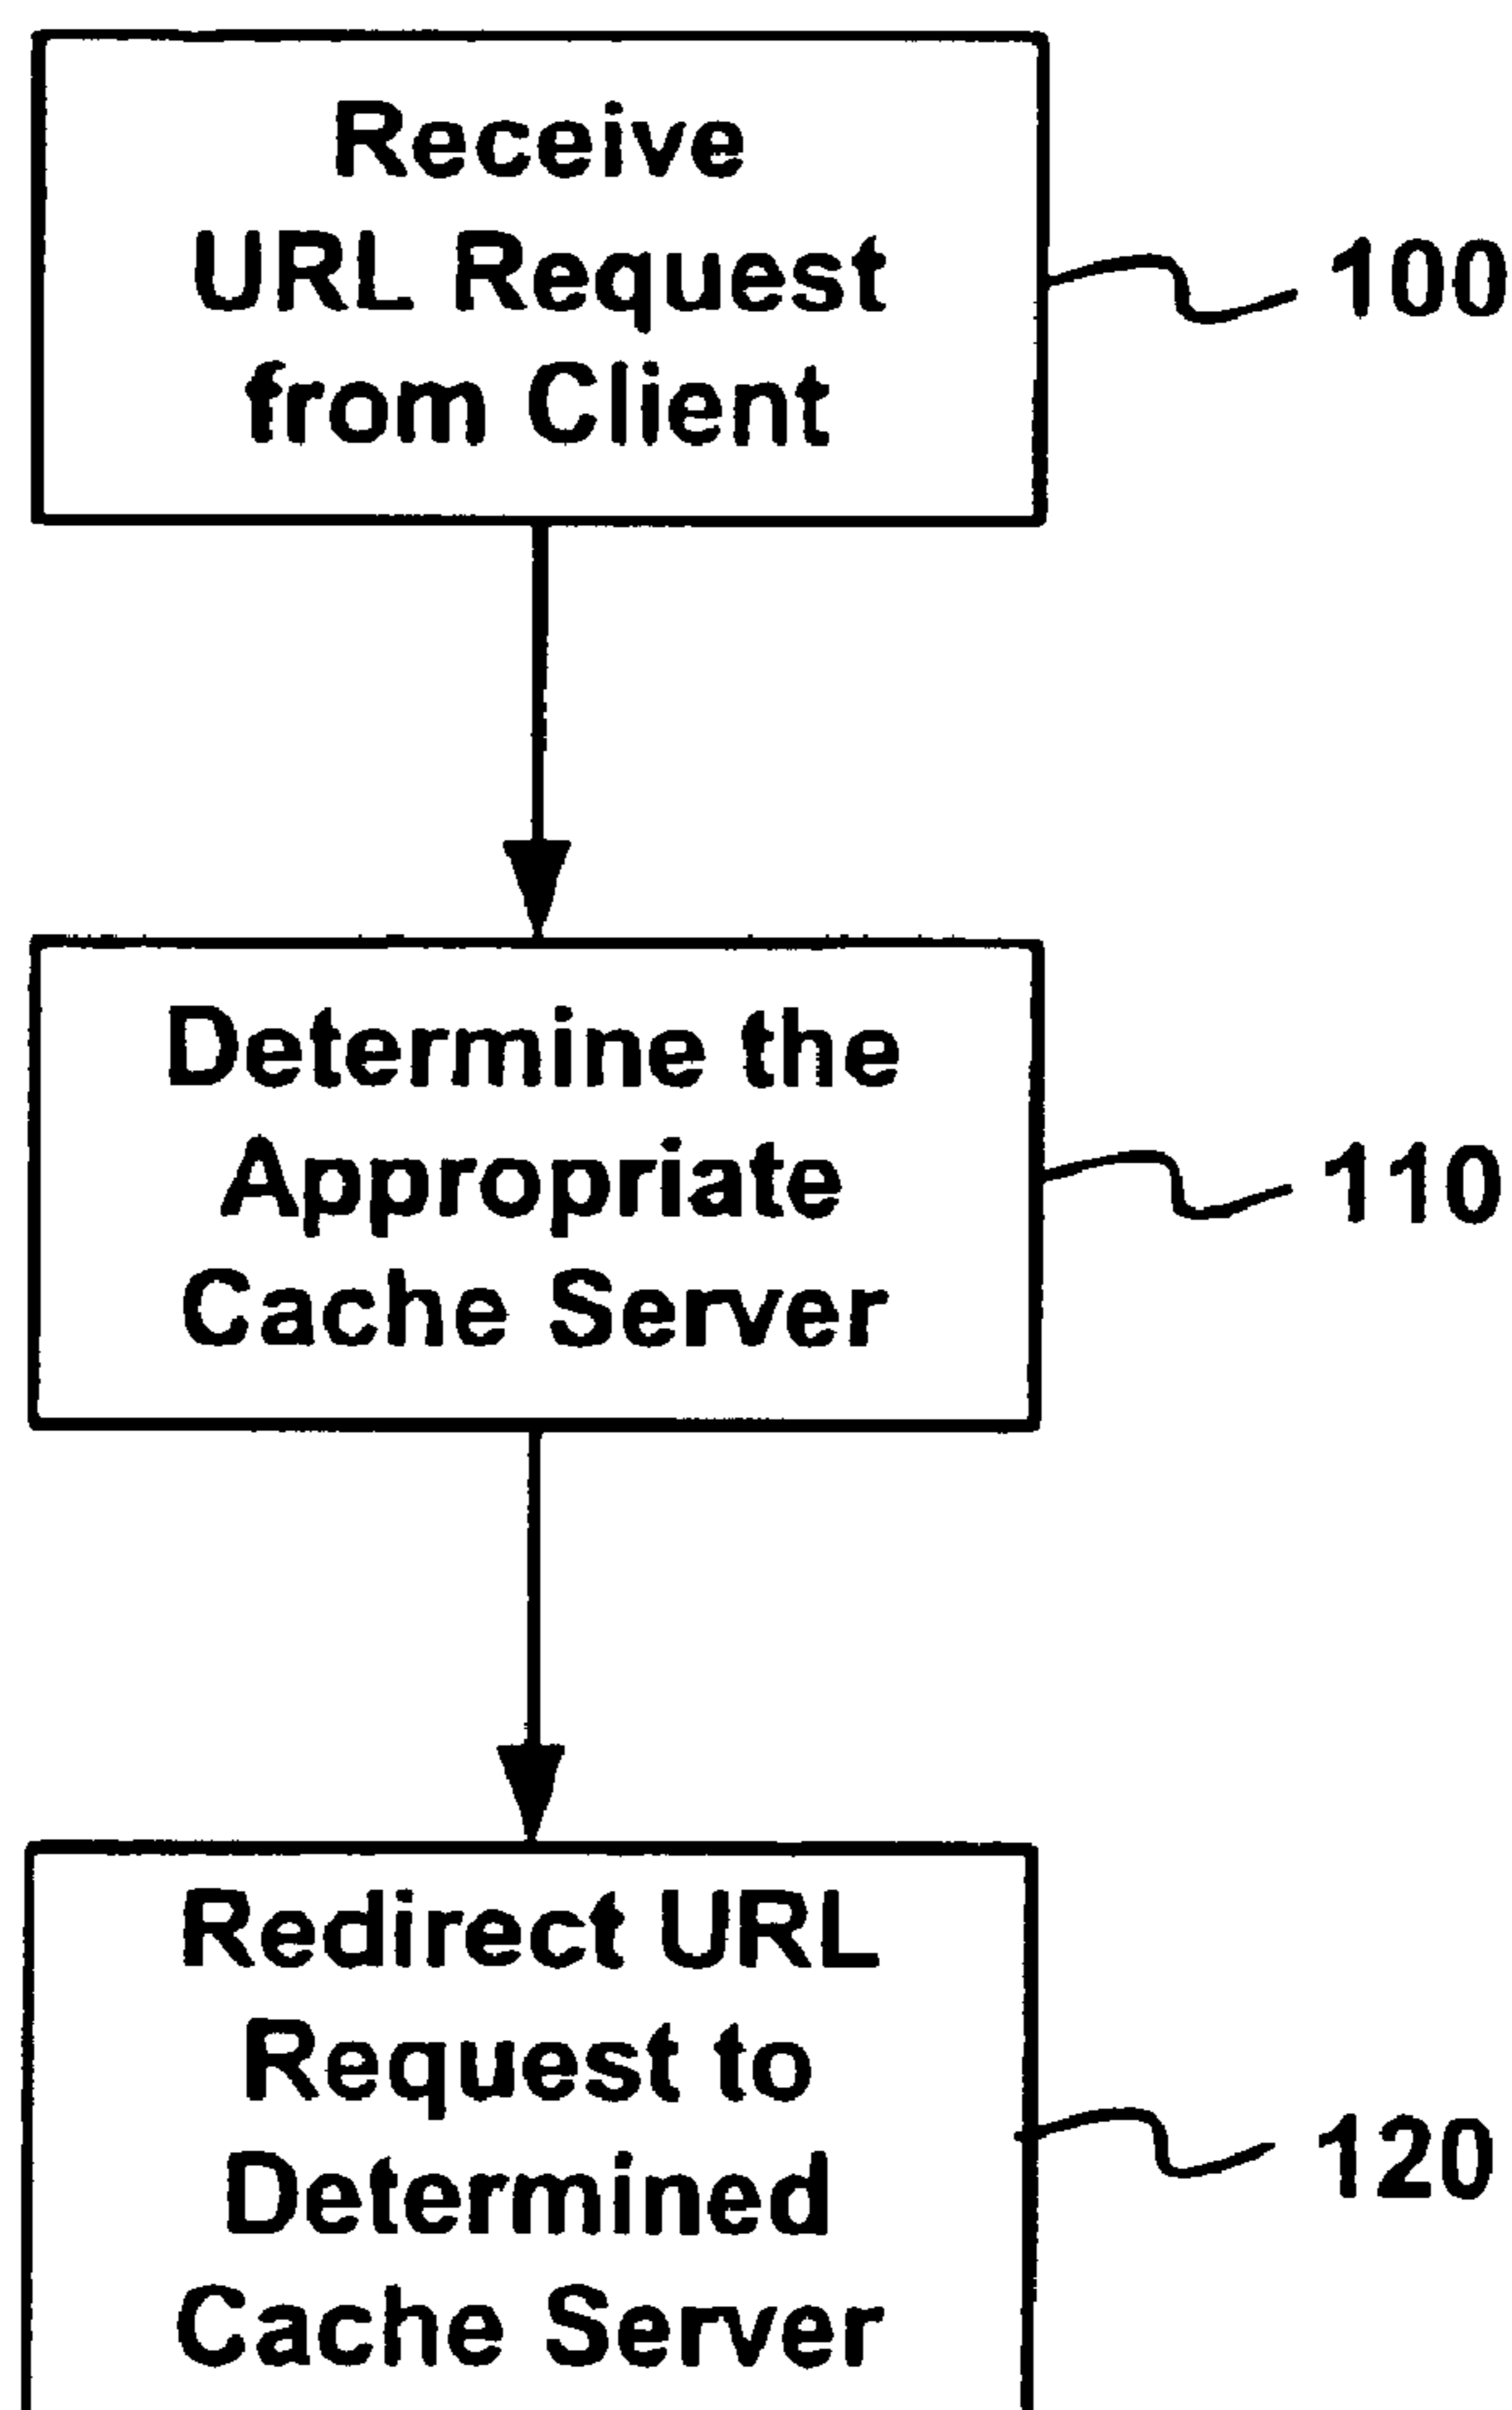 Receive
URL Request
from Client
100
Determine the
Appropriate
Cache Server
110
Redirect URL
Request to
Determined
Cache Server
120